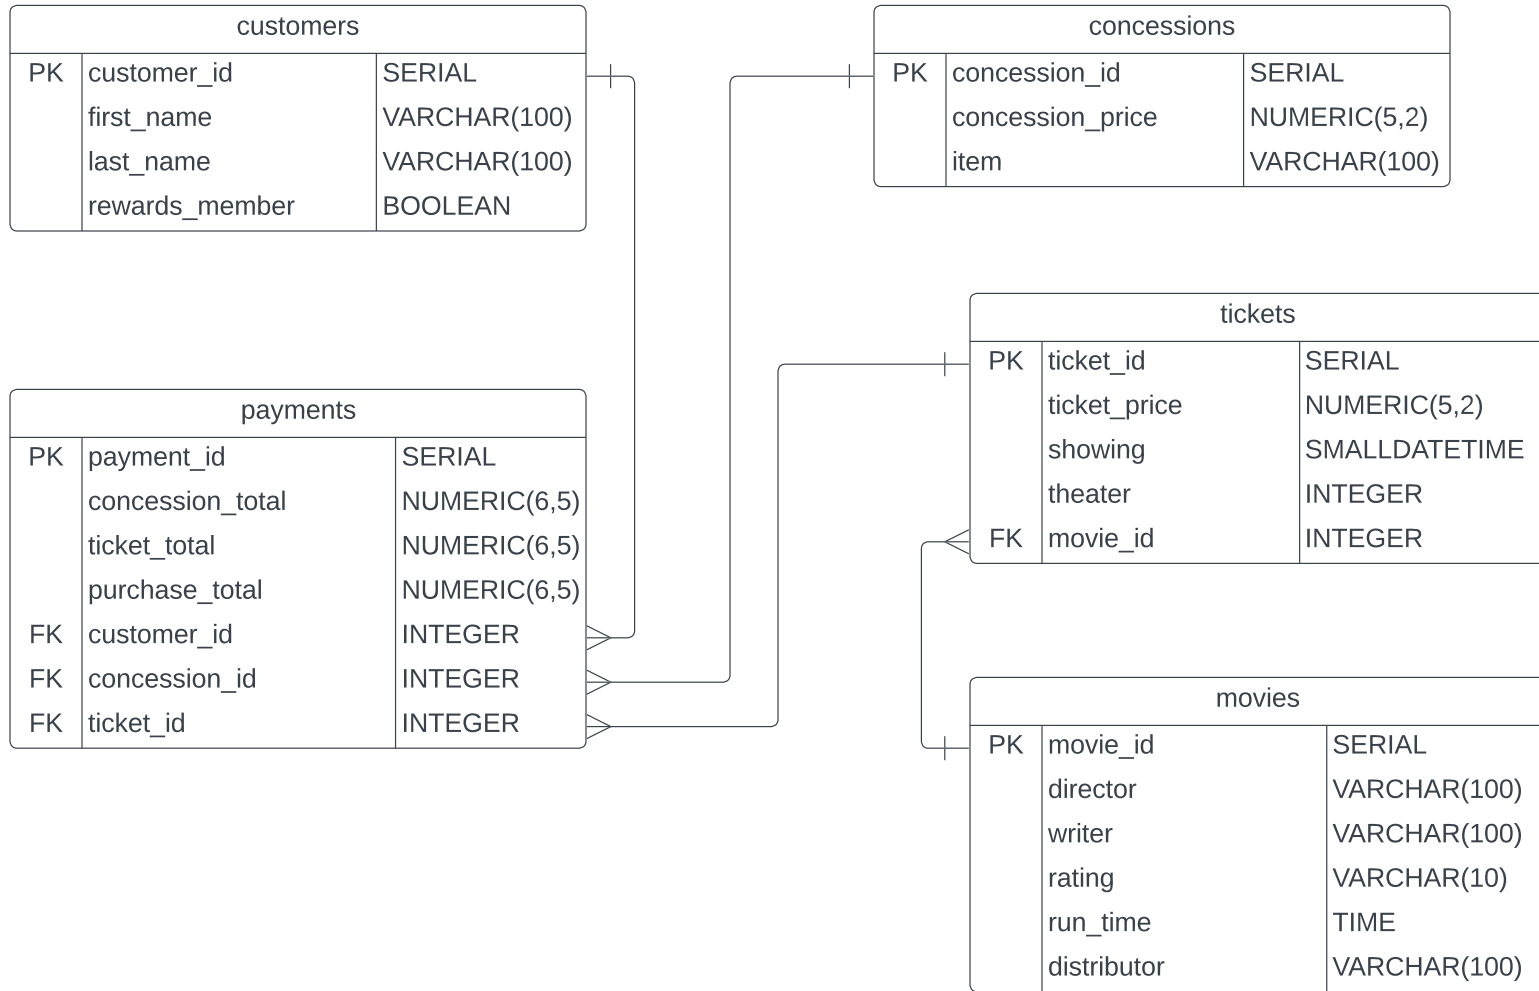 customers
PK customer_id SERIAL
first_name VARCHAR(100)
last_name VARCHAR(100)
rewards_member BOOLEAN
concessions
PK concession_id SERIAL
concession_price NUMERIC(5,2)
item VARCHAR(100)
tickets
PK ticket_id SERIAL
ticket_price NUMERIC(5,2)
showing SMALLDATETIME
theater INTEGER
FK movie_id INTEGER
payments
PK payment_id SERIAL
concession_total NUMERIC(6,5)
ticket_total NUMERIC(6,5)
purchase_total NUMERIC(6,5)
FK customer_id INTEGER
FK concession_id INTEGER
FK ticket_id INTEGER
movies
PK movie_id SERIAL
director VARCHAR(100)
writer VARCHAR(100)
rating VARCHAR(10)
run_time TIME
distributor VARCHAR(100)